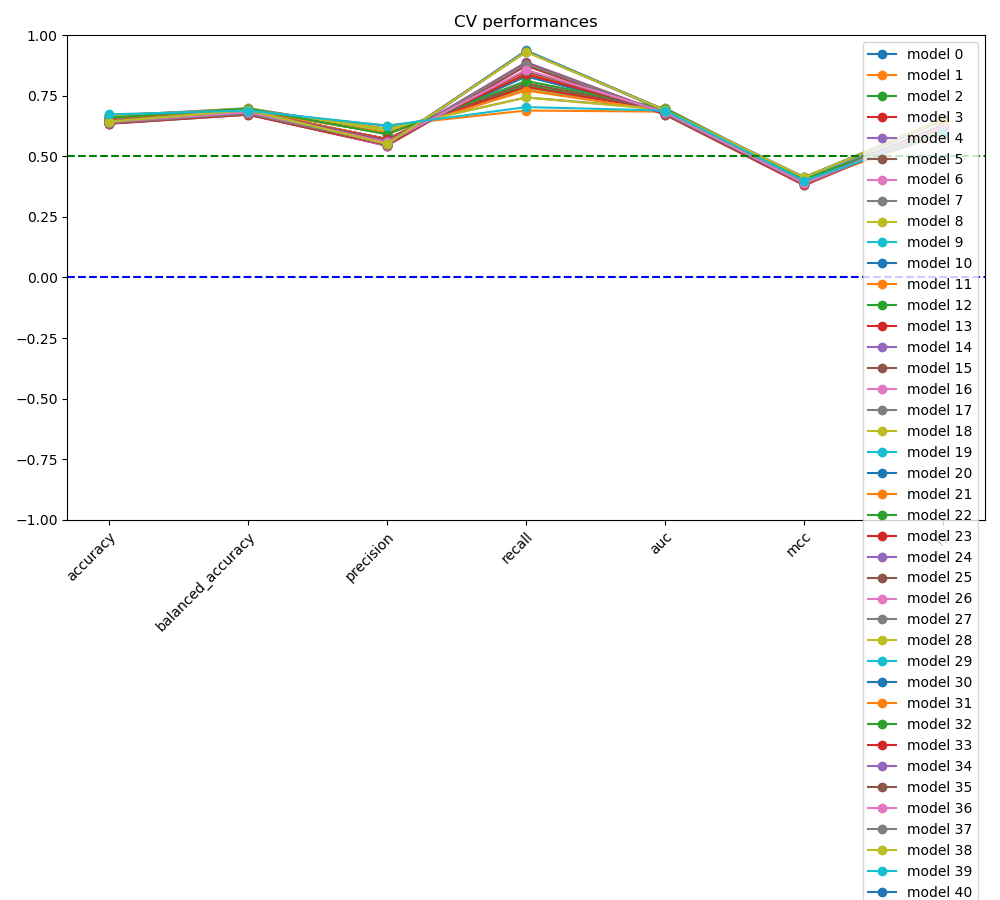 CV performances
1.00
0.75
0.50
0.25
0.00
−0.25
−0.50
−0.75
−1.00
accuracy
balanced_accuracy
precision
recall
auc
mcc
model 0
model 1
model 2
model 3
model 4
model 5
model 6
model 7
model 8
model 9
model 10
model 11
model 12
model 13
model 14
model 15
model 16
model 17
model 18
model 19
model 20
model 21
model 22
model 23
model 24
model 25
model 26
model 27
model 28
model 29
model 30
model 31
model 32
model 33
model 34
model 35
model 36
model 37
model 38
model 39
model 40